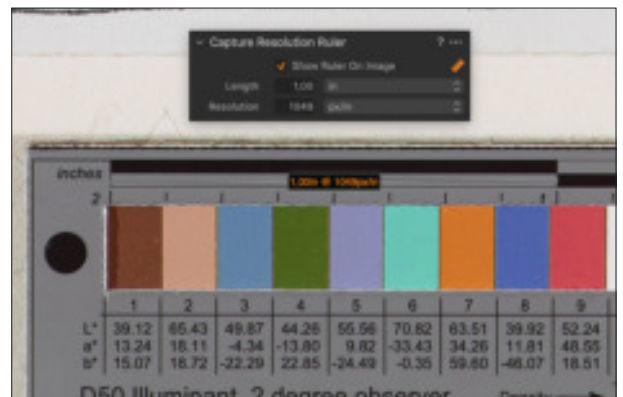 Capture Resolution Ruler ? ...
Show Ruler On Image
Length 1.00 in
Resolution 1049 px/in
inches
1.00in @ 1049px/in
2 1
1 2 3 4 5 6 7 8 9
L* 39.12 65.43 49.87 44.26 55.56 70.82 63.51 39.92 52.24
a* 13.24 18.11 -4.34 -13.80 9.82 -33.43 34.26 11.81 48.55
b* 15.07 18.72 -22.29 22.85 -24.49 -0.35 59.60 -46.07 18.51
D50 Illuminant, 2 degree observer Density